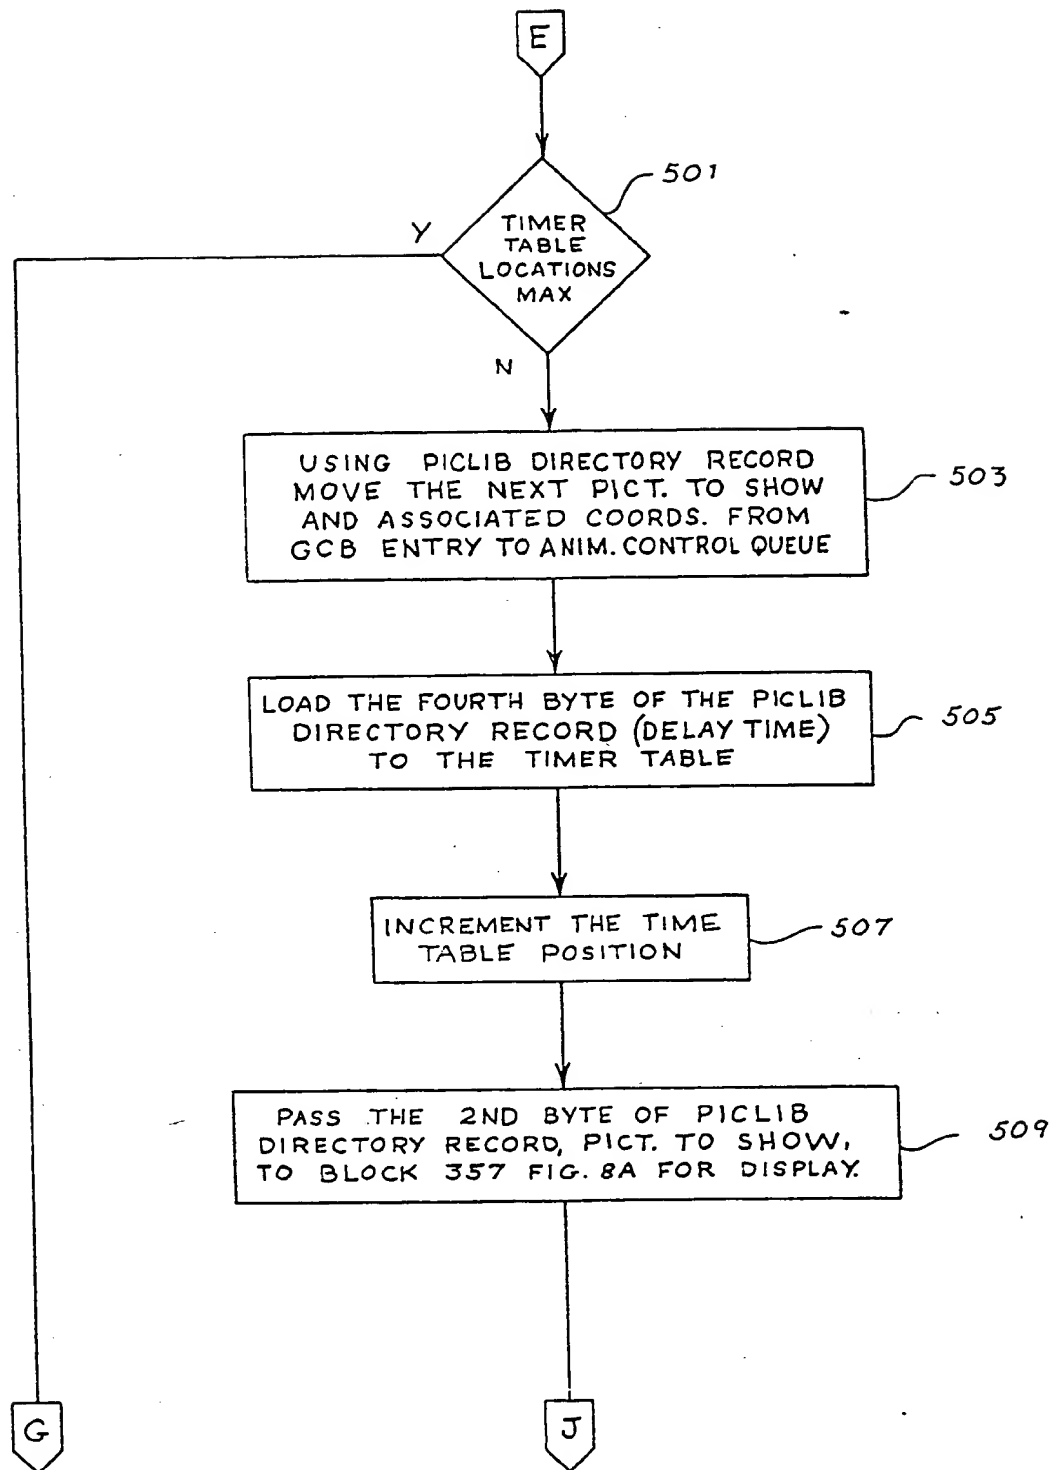 E
501
TIMER
TABLE
LOCATIONS
MAX
Y
N
USING PICLIB DIRECTORY RECORD
MOVE THE NEXT PICT. TO SHOW
AND ASSOCIATED COORDS. FROM
GCB ENTRY TO ANIM. CONTROL QUEUE
503
LOAD THE FOURTH BYTE OF THE PICLIB
DIRECTORY RECORD (DELAY TIME)
TO THE TIMER TABLE
505
INCREMENT THE TIME
TABLE POSITION
507
PASS THE 2ND BYTE OF PICLIB
DIRECTORY RECORD, PICT. TO SHOW,
TO BLOCK 357 FIG. 8A FOR DISPLAY.
509
G
J